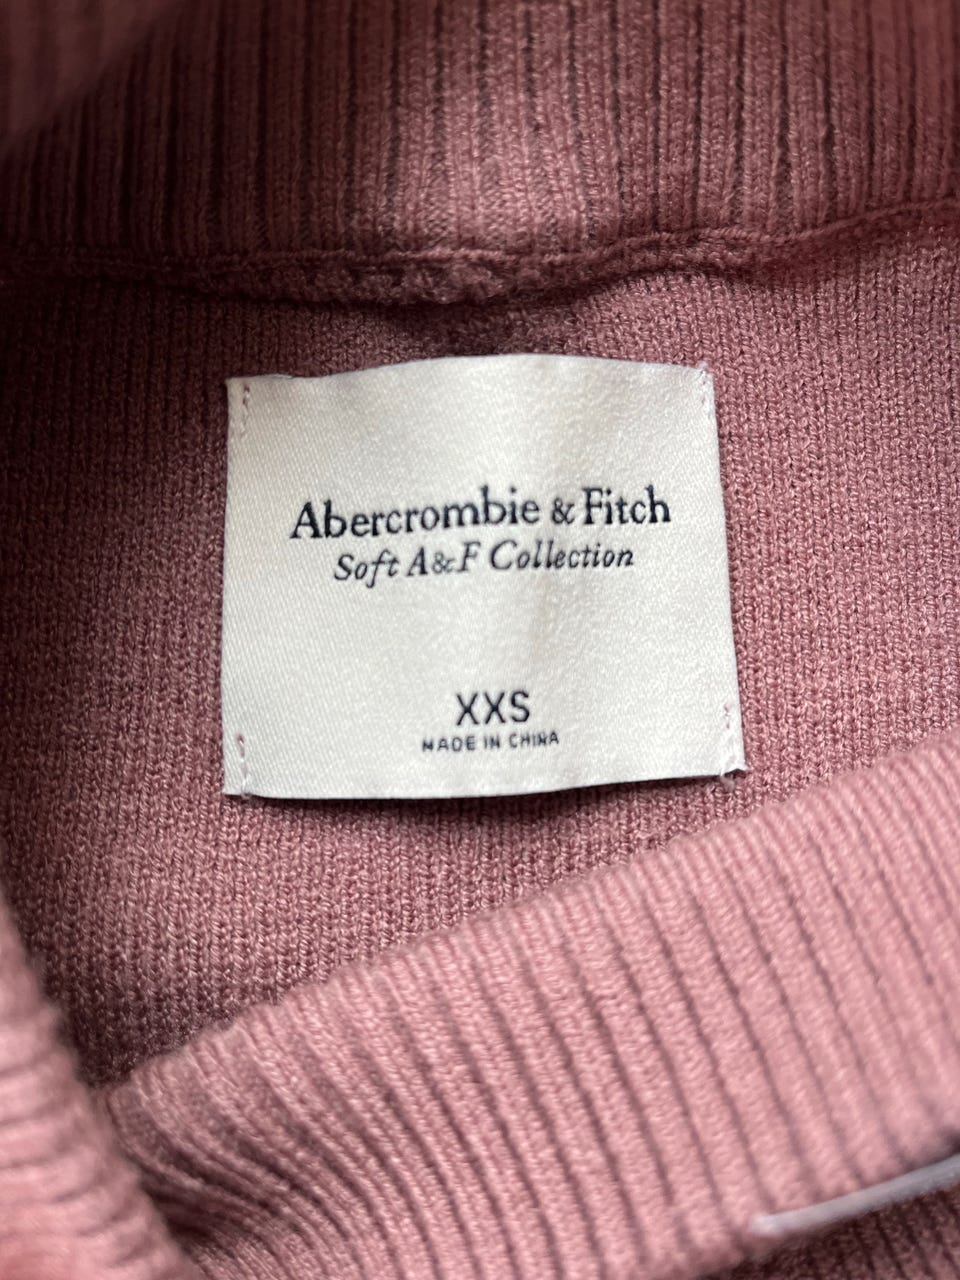 Abercrombie & Fitch
Soft A&F Collection
XXS
MADE IN CHINA